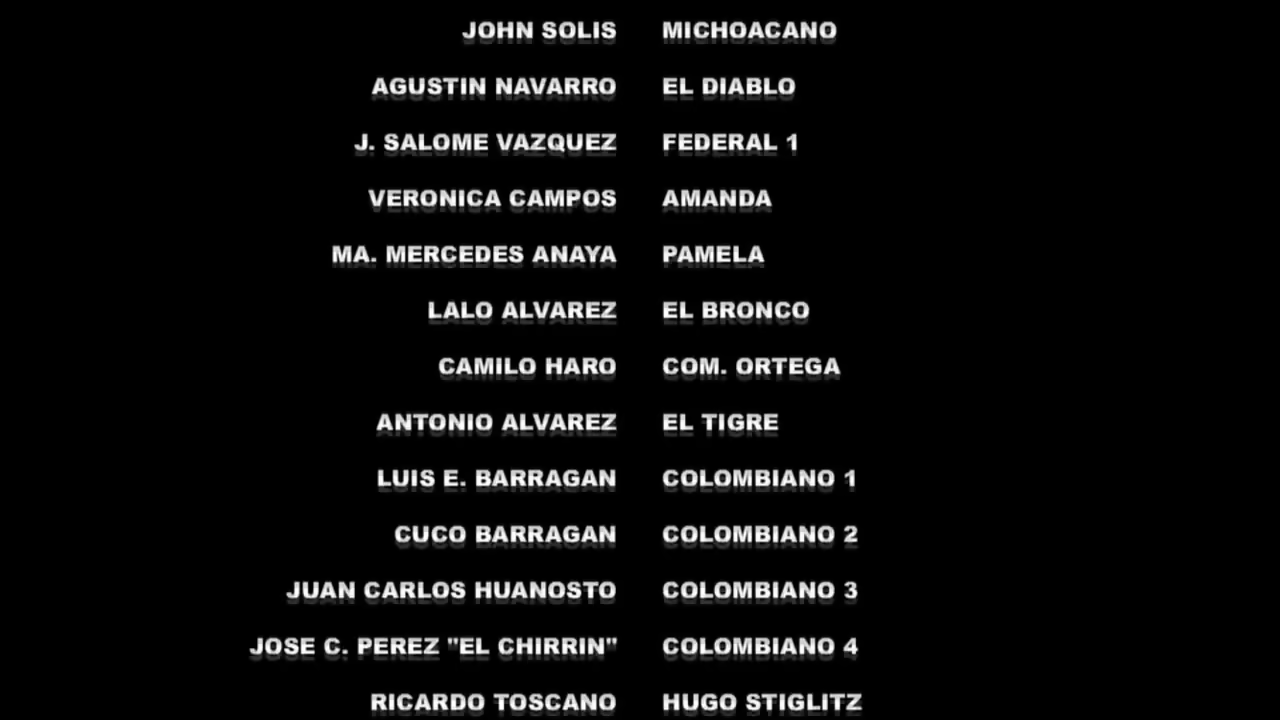 JOHN SOLIS MICHOACANO
AGUSTIN NAVARRO EL DIABLO
J. SALOME VAZQUEZ FEDERAL 1
VERONICA CAMPOS AMANDA
MA. MERCEDES ANAYA PAMELA
LALO ALVAREZ EL BRONCO
CAMILO HARO COM. ORTEGA
ANTONIO ALVAREZ EL TIGRE
LUIS E. BARRAGAN COLOMBIANO 1
CUCO BARRAGAN COLOMBIANO 2
JUAN CARLOS HUANOSTO COLOMBIANO 3
JOSE C. PEREZ "EL CHIRRIN" COLOMBIANO 4
RICARDO TOSCANO HUGO STIGLITZ